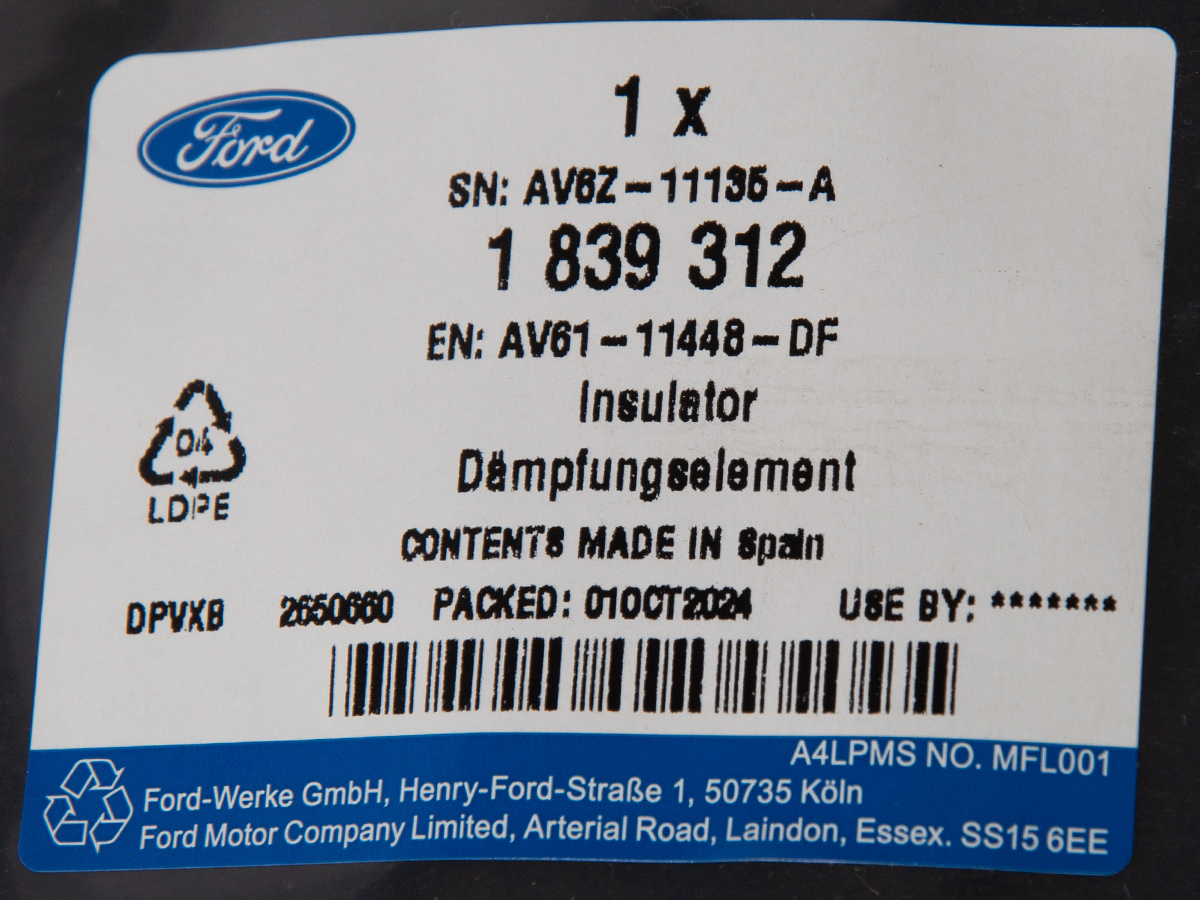 Ford
1 x
SN: AV6Z-11135-A
1 839 312
EN: AV61-11448-DF
Insulator
Dämpfungselement
04
LDPE
CONTENTS MADE IN Spain
DPVXB 2650660 PACKED: 01OCT2024 USE BY: *******
A4LPMS NO. MFL001
Ford-Werke GmbH, Henry-Ford-Straße 1, 50735 Köln
Ford Motor Company Limited, Arterial Road, Laindon, Essex. SS15 6EE